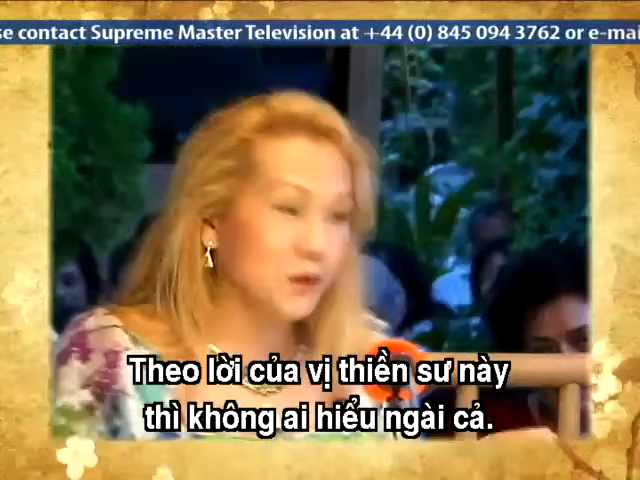 se contact Supreme Master Television at +44 (0) 845 094 3762 or e-mai
Theo lời của vị thiền sư này
thì không ai hiểu ngài cả.